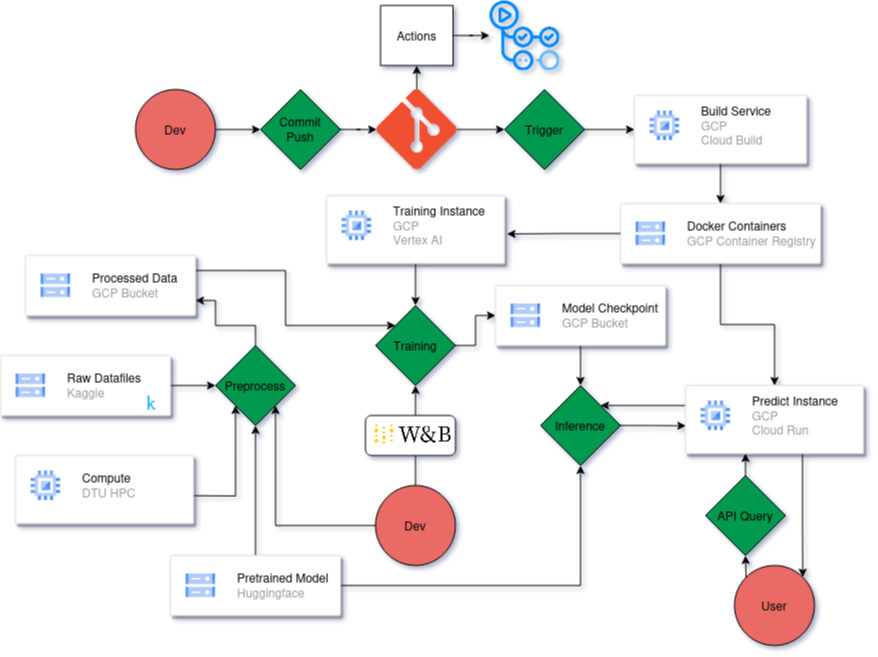 Actions
Dev
Commit
Push
Trigger
Build Service
GCP
Cloud Build
Training Instance
GCP
Vertex AI
Docker Containers
GCP Container Registry
Processed Data
GCP Bucket
Model Checkpoint
GCP Bucket
Training
Raw Datafiles
Kaggle
k
Preprocess
Predict Instance
GCP
Cloud Run
Inference
W&B
Compute
DTU HPC
Dev
API Query
Pretrained Model
Huggingface
User